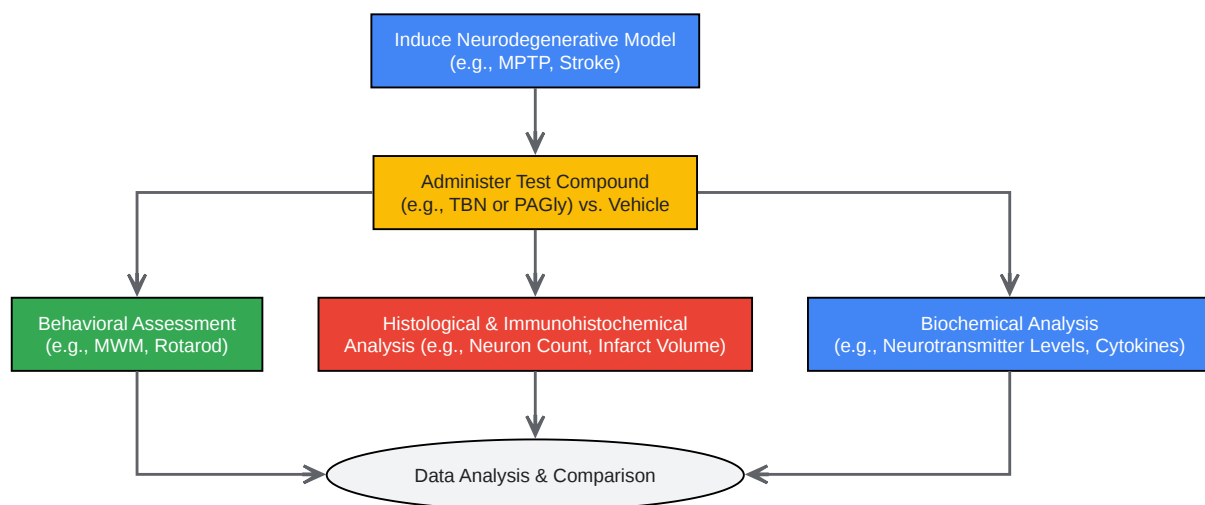 Induce Neurodegenerative Model
(e.g., MPTP, Stroke)
Administer Test Compound
(e.g., TBN or PAGly) vs. Vehicle
Behavioral Assessment
(e.g., MWM, Rotarod)
Histological & Immunohistochemical
Analysis (e.g., Neuron Count, Infarct Volume)
Biochemical Analysis
(e.g., Neurotransmitter Levels, Cytokines)
Data Analysis & Comparison